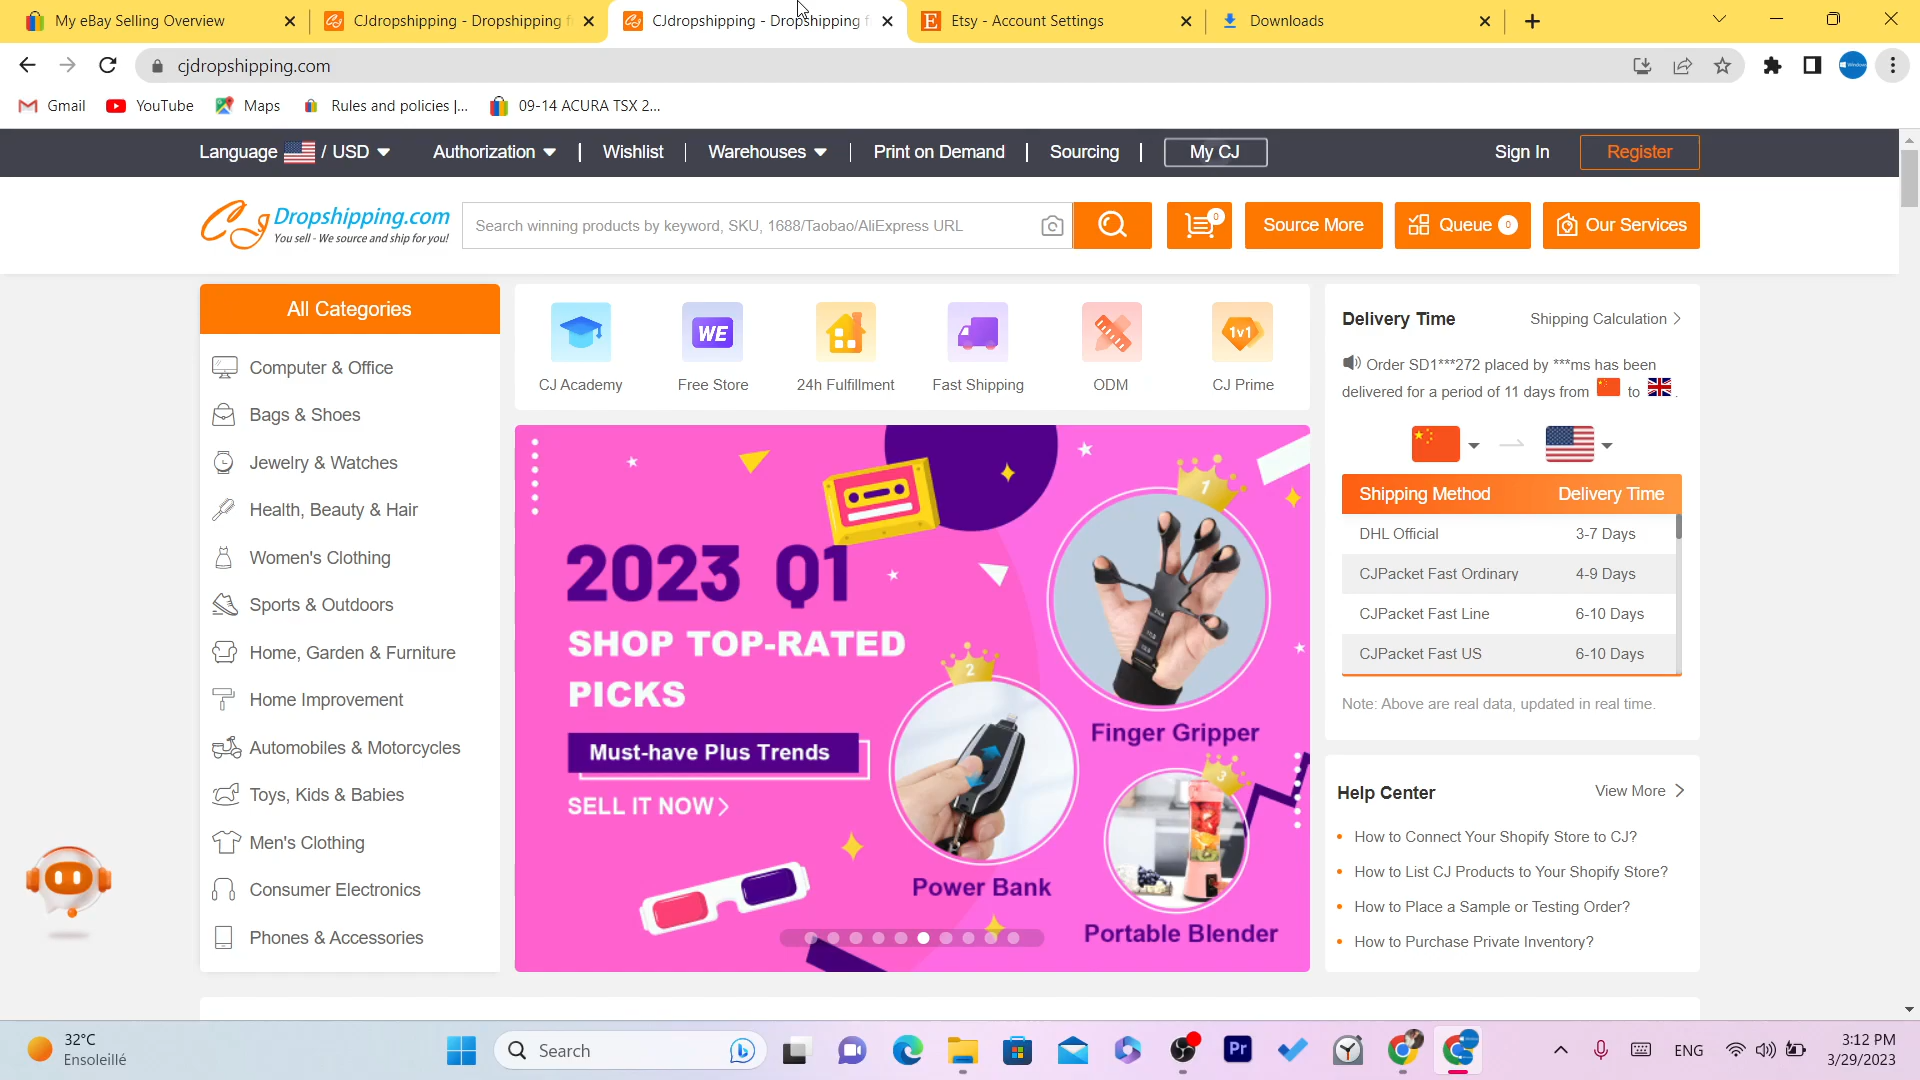 My eBay Selling Overview
CJdropshipping - Dropshipping f
CJdropshipping - Dropshipping f
Etsy - Account Settings
Downloads
cjdropshipping.com
Gmail
YouTube
Maps
Rules and policies |...
09-14 ACURA TSX 2...
Language / USD
Authorization
Wishlist
Warehouses
Print on Demand
Sourcing
My CJ
Sign In
Register
CJ Dropshipping.com
You sell - We source and ship for you!
Search winning products by keyword, SKU, 1688/Taobao/AliExpress URL
0
Source More
Queue 0
Our Services
All Categories
Computer & Office
Bags & Shoes
Jewelry & Watches
Health, Beauty & Hair
Women's Clothing
Sports & Outdoors
Home, Garden & Furniture
Home Improvement
Automobiles & Motorcycles
Toys, Kids & Babies
Men's Clothing
Consumer Electronics
Phones & Accessories
WE
1v1
CJ Academy
Free Store
24h Fulfillment
Fast Shipping
ODM
CJ Prime
2023 Q1
SHOP TOP-RATED
PICKS
Must-have Plus Trends
SELL IT NOW
1
Finger Gripper
2
Power Bank
3
Portable Blender
Delivery Time
Shipping Calculation
Order SD1***272 placed by ***ms has been
delivered for a period of 11 days from to .
Shipping Method Delivery Time
DHL Official 3-7 Days
CJPacket Fast Ordinary 4-9 Days
CJPacket Fast Line 6-10 Days
CJPacket Fast US 6-10 Days
Note: Above are real data, updated in real time.
Help Center
View More
How to Connect Your Shopify Store to CJ?
How to List CJ Products to Your Shopify Store?
How to Place a Sample or Testing Order?
How to Purchase Private Inventory?
32°C
Ensoleillé
Search
Pr
ENG
3:12 PM
3/29/2023